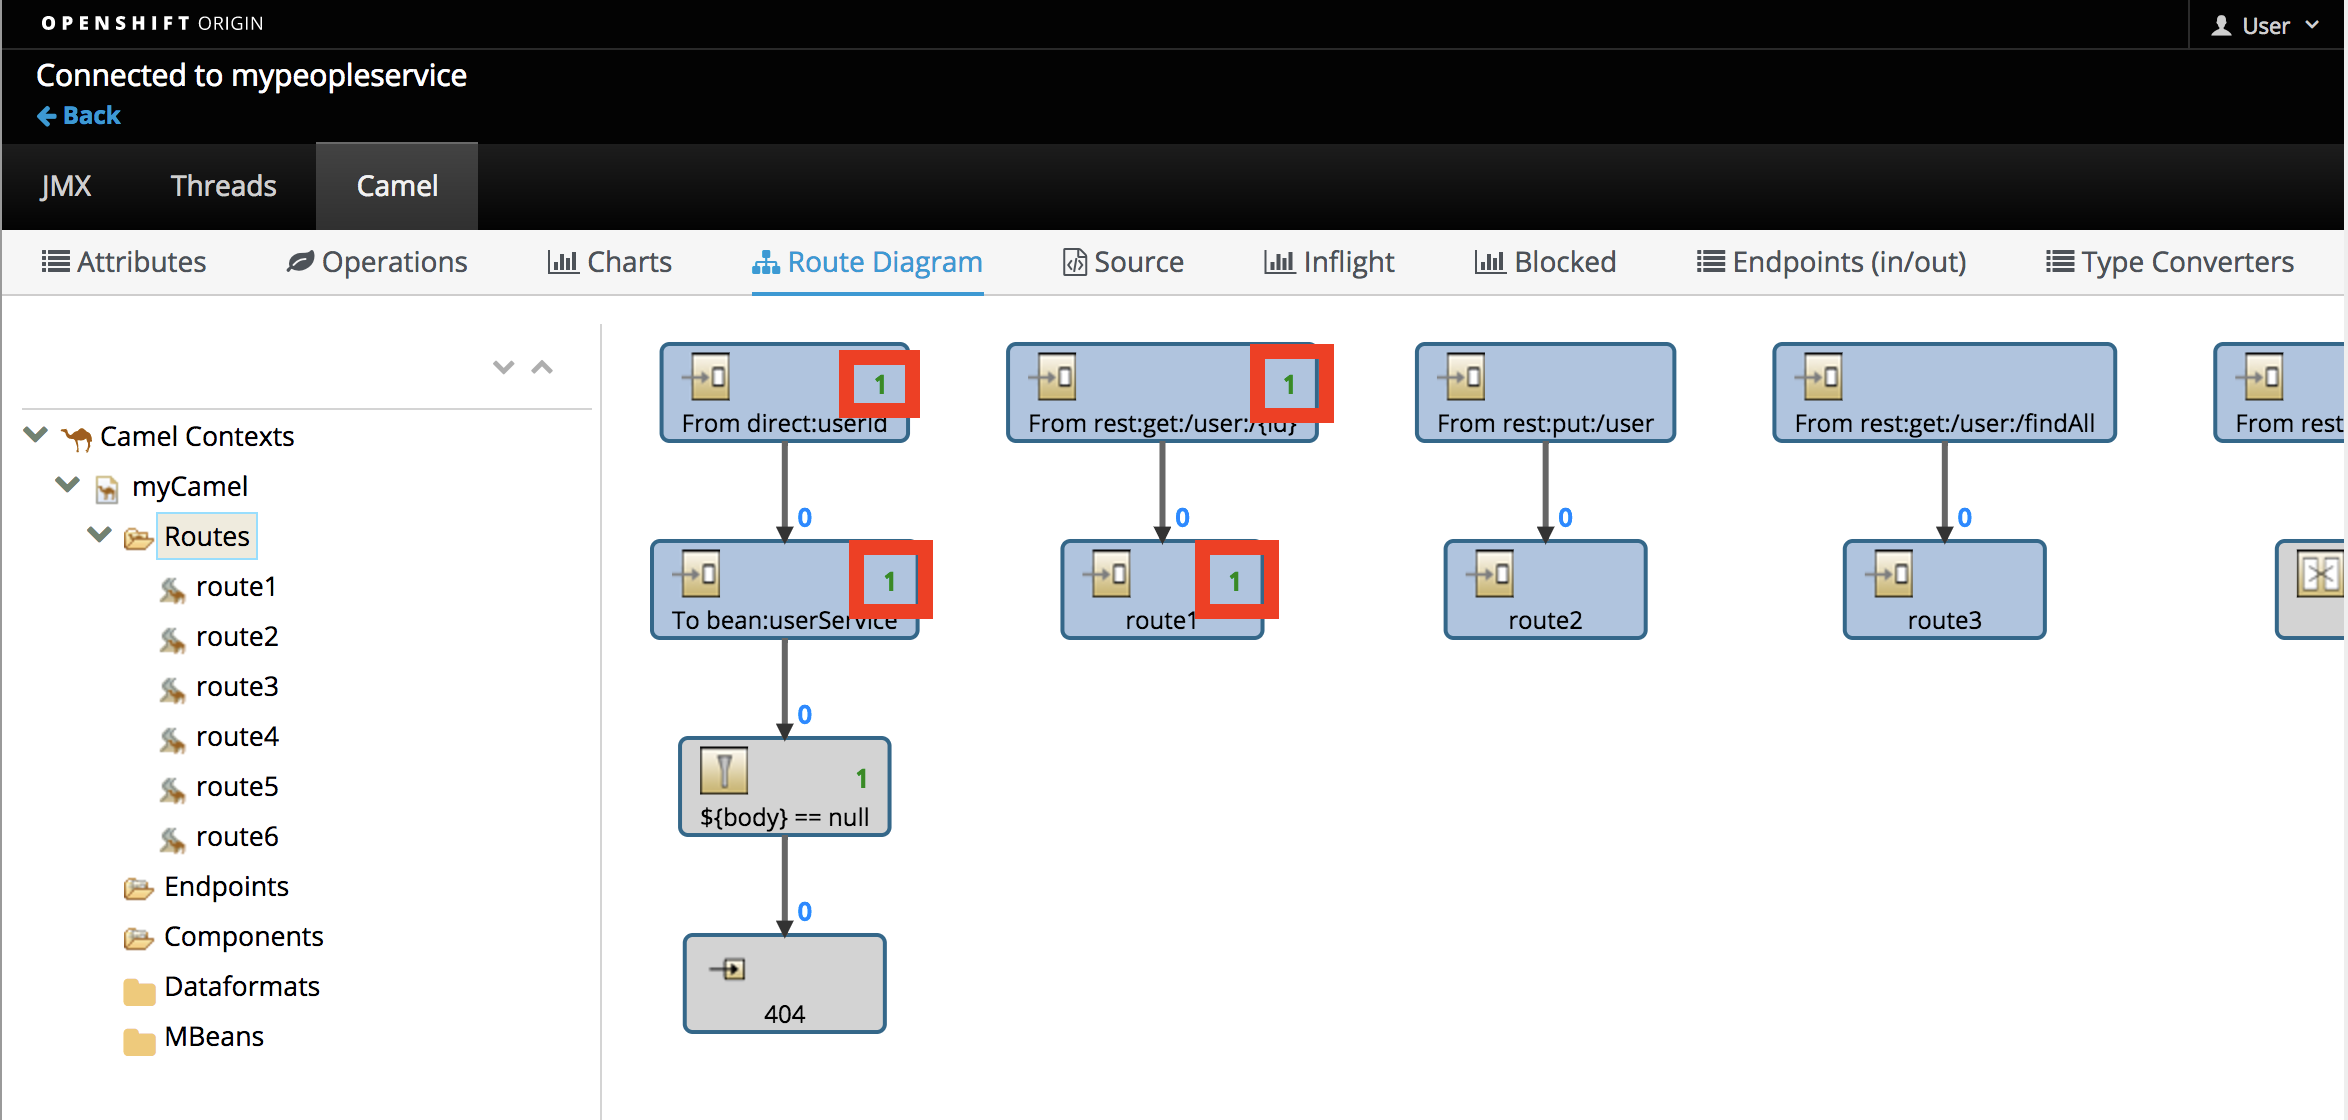 OPENSHIFT ORIGIN
User
Connected to mypeopleservice
Back
JMX Threads Camel
Attributes Operations Charts Route Diagram Source Inflight Blocked Endpoints (in/out) Type Converters
Camel Contexts
myCamel
Routes
route1
route2
route3
route4
route5
route6
Endpoints
Components
Dataformats
MBeans
1
From direct:userId
0
1
To bean:userService
0
1
${body} == null
0
404
1
From rest:get:/user:/{id}
0
1
route1
From rest:put:/user
0
route2
From rest:get:/user:/findAll
0
route3
From rest